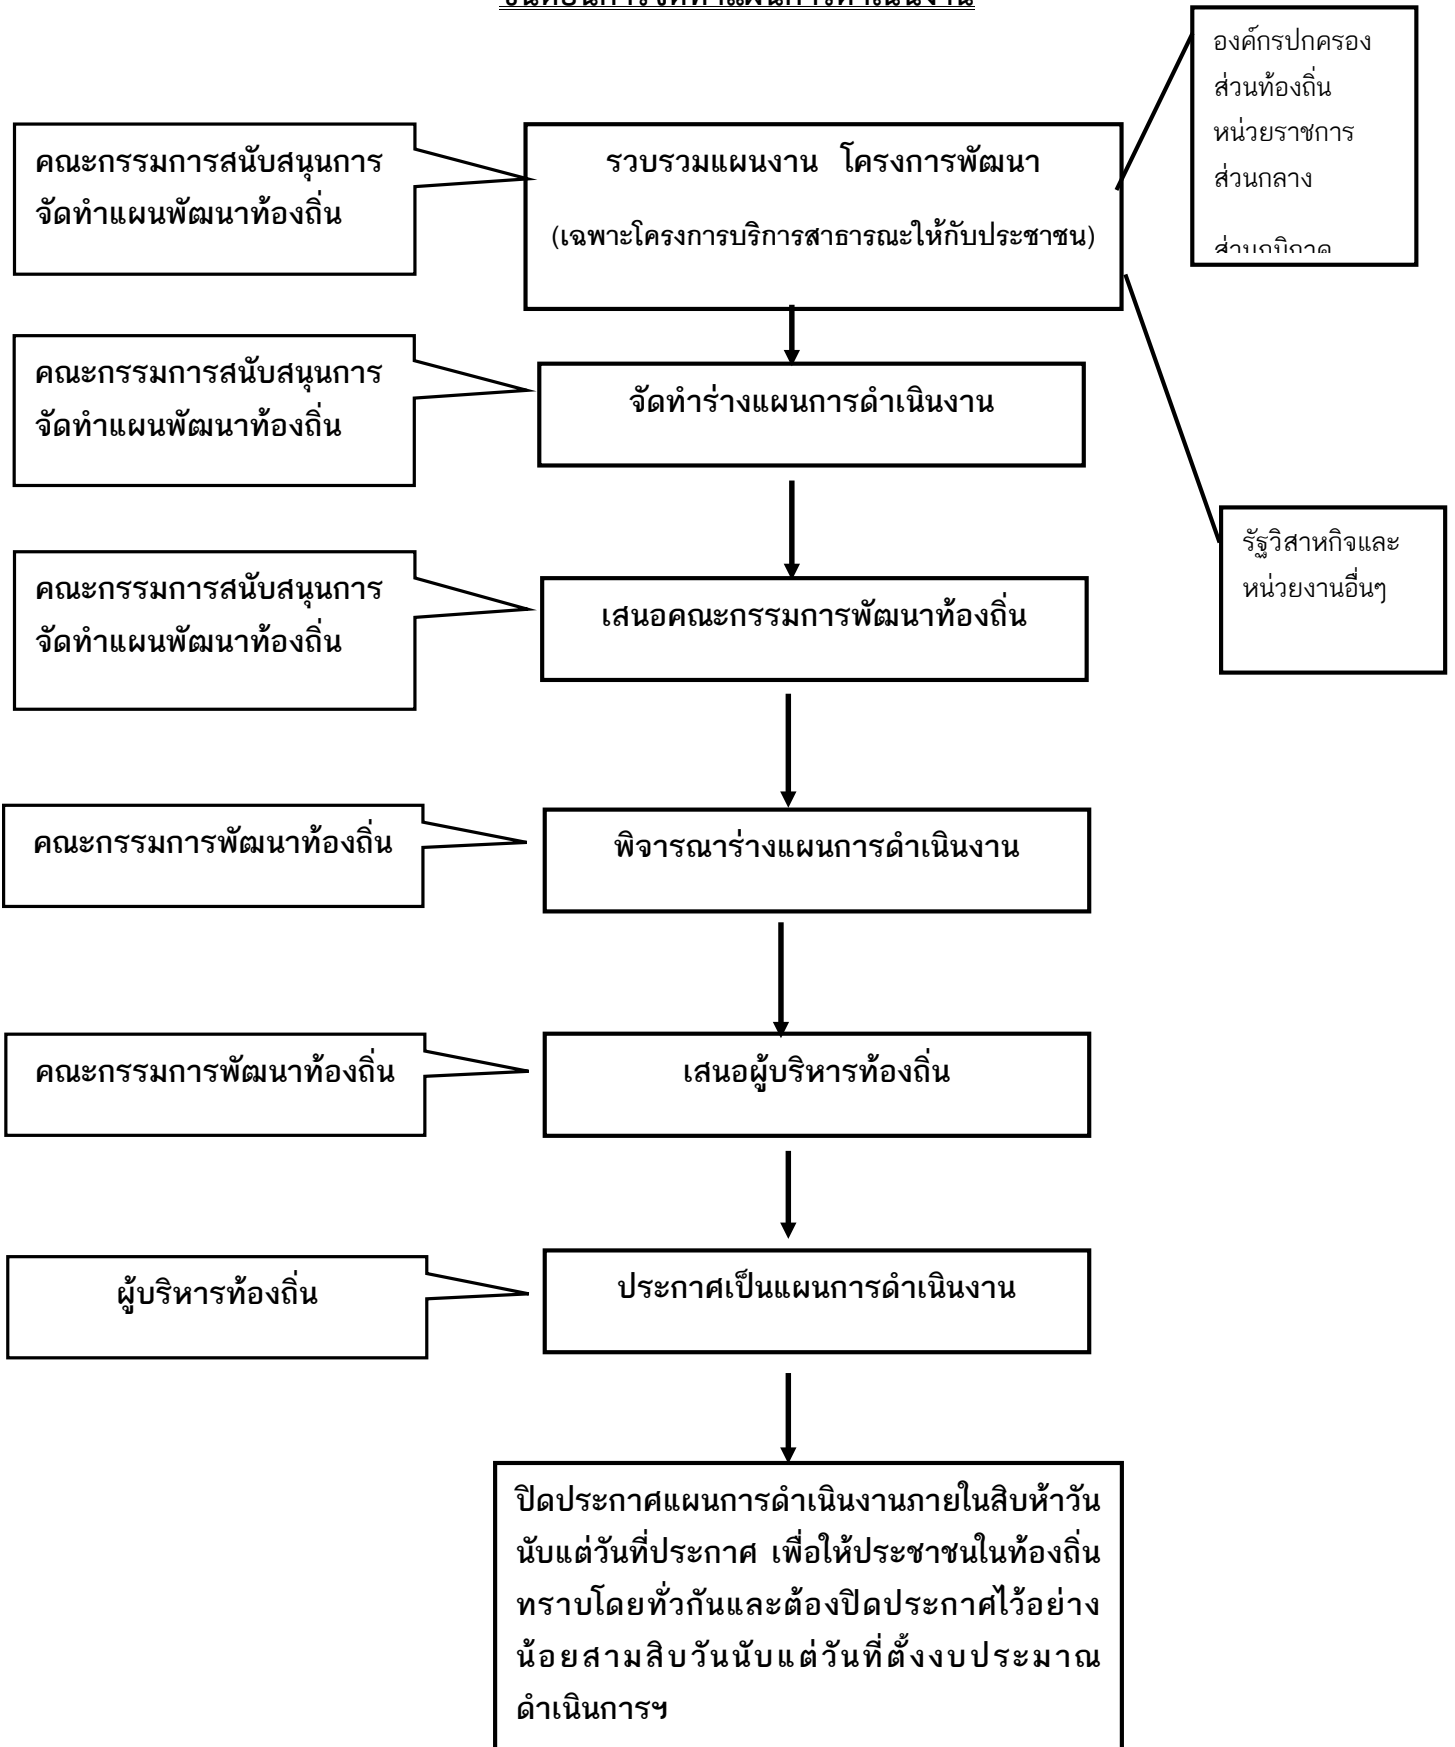 องค์กรปกครอง
ส่วนท้องถิ่น
หน่วยราชการ
ส่วนกลาง
คณะกรรมการสนับสนุนการ
จัดทำแผนพัฒนาท้องถิ่น
รวบรวมแผนงาน โครงการพัฒนา
(เฉพาะโครงการบริการสาธารณะให้กับประชาชน)
คณะกรรมการสนับสนุนการ
จัดทำแผนพัฒนาท้องถิ่น
จัดทำร่างแผนการดำเนินงาน
คณะกรรมการสนับสนุนการ
จัดทำแผนพัฒนาท้องถิ่น
เสนอคณะกรรมการพัฒนาท้องถิ่น
รัฐวิสาหกิจและ
หน่วยงานอื่นๆ
คณะกรรมการพัฒนาท้องถิ่น
พิจารณาร่างแผนการดำเนินงาน
คณะกรรมการพัฒนาท้องถิ่น
เสนอผู้บริหารท้องถิ่น
ผู้บริหารท้องถิ่น
ประกาศเป็นแผนการดำเนินงาน
ปิดประกาศแผนการดำเนินงานภายในสิบห้าวัน
นับแต่วันที่ประกาศ เพื่อให้ประชาชนในท้องถิ่น
ทราบโดยทั่วกันและต้องปิดประกาศไว้อย่าง
น้อยสามสิบวันนับแต่วันที่ตั้งงบประมาณ
ดำเนินการฯ